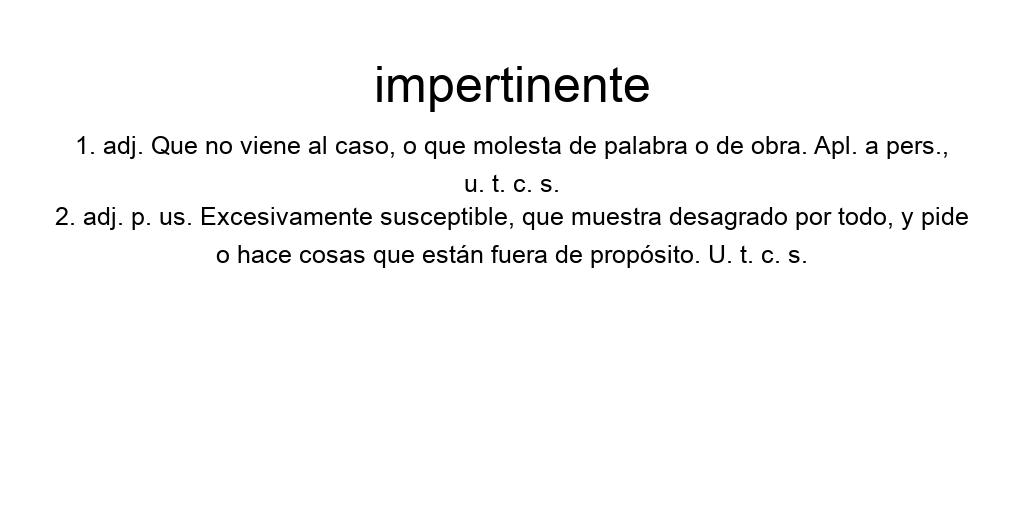 impertinente
1. adj. Que no viene al caso, o que molesta de palabra o de obra. Apl. a pers.,
u. t. c. s.
2. adj. p. us. Excesivamente susceptible, que muestra desagrado por todo, y pide
o hace cosas que están fuera de propósito. U. t. c. s.